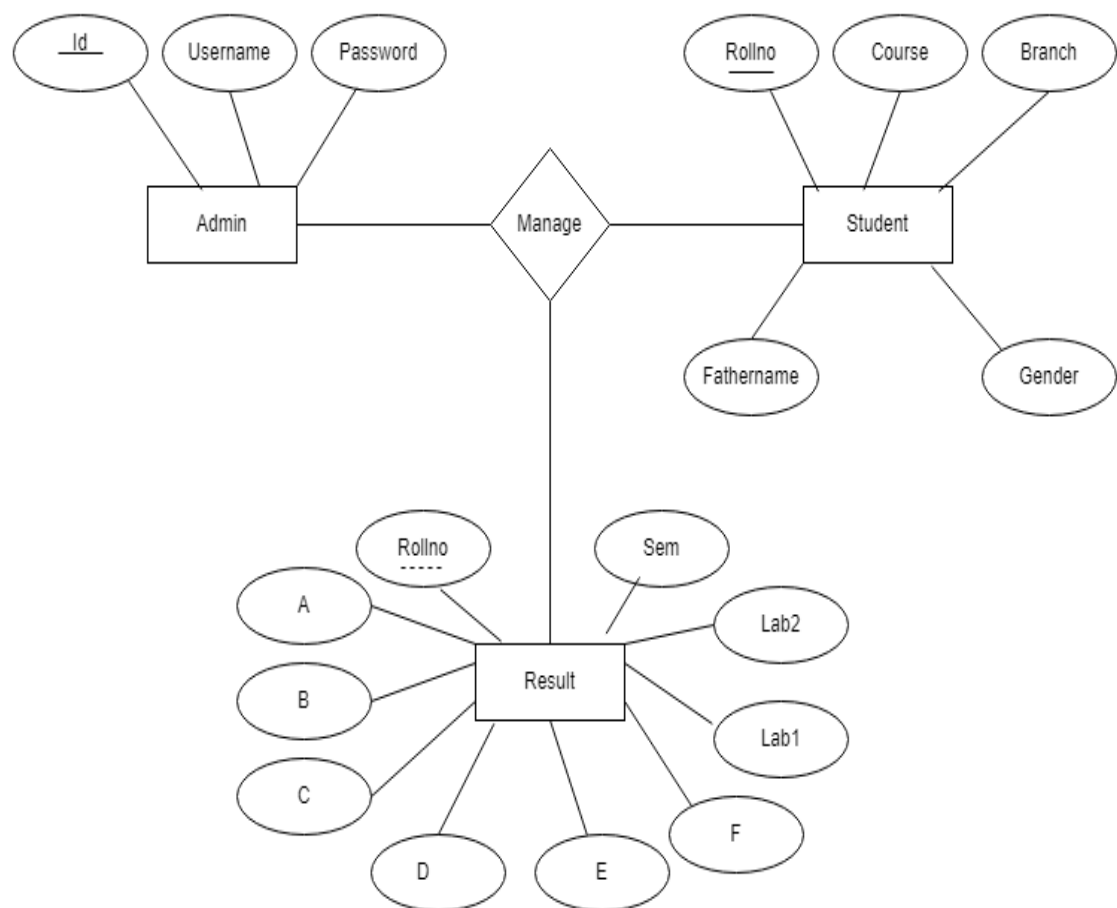 Id
Username
Password
Rollno
Course
Branch
Admin
Manage
Student
Fathername
Gender
Rollno
Sem
A
Lab2
B
Result
Lab1
C
F
D
E